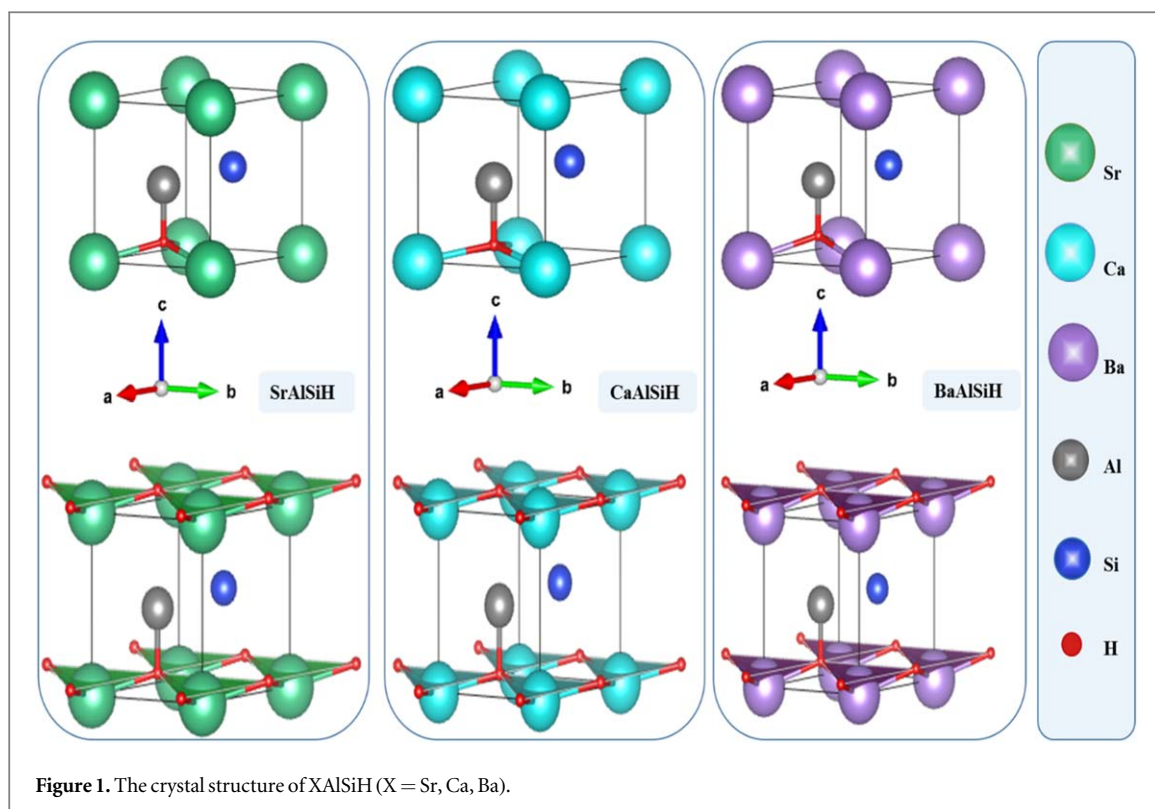 Sr
Ca
Ba
Al
Si
H
c
a
b
SrAlSiH
c
a
b
CaAlSiH
c
a
b
BaAlSiH
Figure 1. The crystal structure of XAlSiH (X = Sr, Ca, Ba).